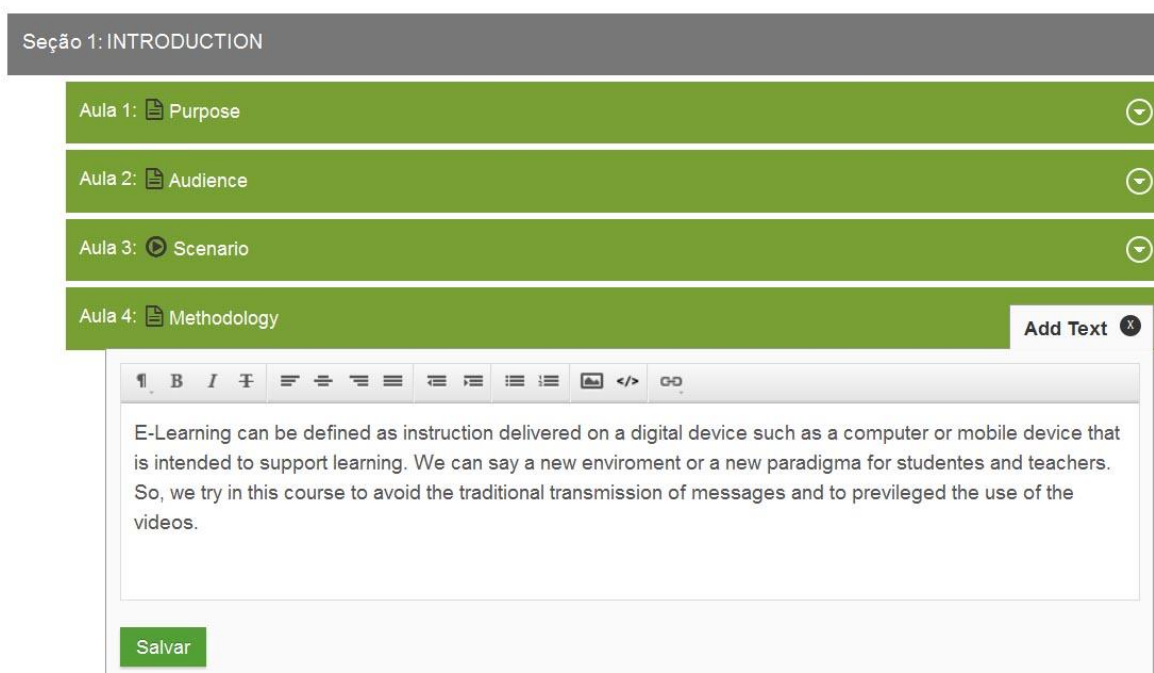 Seção 1: INTRODUCTION
Aula 1: Purpose
Aula 2: Audience
Aula 3: Scenario
Aula 4: Methodology
Add Text X
¶ B I T </>
E-Learning can be defined as instruction delivered on a digital device such as a computer or mobile device that
is intended to support learning. We can say a new enviroment or a new paradigma for studentes and teachers.
So, we try in this course to avoid the traditional transmission of messages and to previleged the use of the
videos.
Salvar